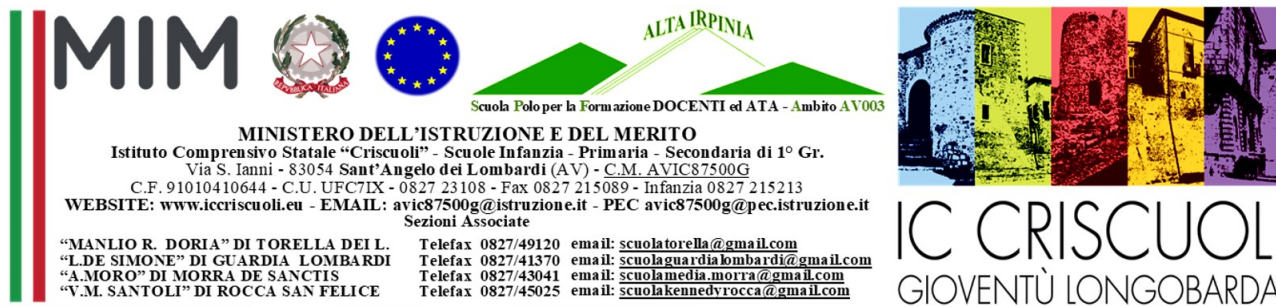 MIM
REPVBBLICA ITALIANA
ALTA IRPINIA
Scuola Polo per la Formazione DOCENTI ed ATA - Ambito AV003
MINISTERO DELL'ISTRUZIONE E DEL MERITO
Istituto Comprensivo Statale “Criscuoli” - Scuole Infanzia - Primaria - Secondaria di 1° Gr.
Via S. Ianni - 83054 Sant’Angelo dei Lombardi (AV) - C.M. AVIC87500G
C.F. 91010410644 - C.U. UFC7IX - 0827 23108 - Fax 0827 215089 - Infanzia 0827 215213
WEBSITE: www.iccriscuoli.eu - EMAIL: avic87500g@istruzione.it - PEC avic87500g@pec.istruzione.it
Sezioni Associate
“MANLIO R. DORIA” DI TORELLA DEI L. Telefax 0827/49120 email: scuolatorella@gmail.com
“L.DE SIMONE” DI GUARDIA LOMBARDI Telefax 0827/41370 email: scuolaguardialombardi@gmail.com
“A.MORO” DI MORRA DE SANCTIS Telefax 0827/43041 email: scuolamedia.morra@gmail.com
“V.M. SANTOLI” DI ROCCA SAN FELICE Telefax 0827/45025 email: scuolakennedyrocca@gmail.com
IC CRISCUOL
GIOVENTÙ LONGOBARDA